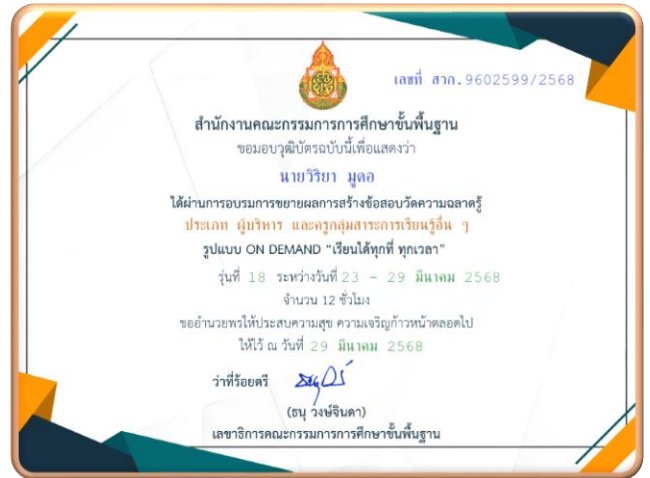 เลขที่ สวก.9602599/2568
สำนักงานคณะกรรมการการศึกษาขั้นพื้นฐาน
ขอมอบวุฒิบัตรฉบับนี้เพื่อแสดงว่า
นายวิริยา มูดอ
ได้ผ่านการอบรมการขยายผลการสร้างข้อสอบวัดความฉลาดรู้
ประเภท ผู้บริหาร และครูกลุ่มสาระการเรียนรู้อื่น ๆ
รูปแบบ ON DEMAND "เรียนได้ทุกที่ ทุกเวลา"
รุ่นที่ 18 ระหว่างวันที่ 23 - 29 มีนาคม 2568
จำนวน 12 ชั่วโมง
ขออำนวยพรให้ประสบความสุข ความเจริญก้าวหน้าตลอดไป
ให้ไว้ ณ วันที่ 29 มีนาคม 2568
ว่าที่ร้อยตรี
(ธนุ วงษ์จินดา)
เลขาธิการคณะกรรมการการศึกษาขั้นพื้นฐาน